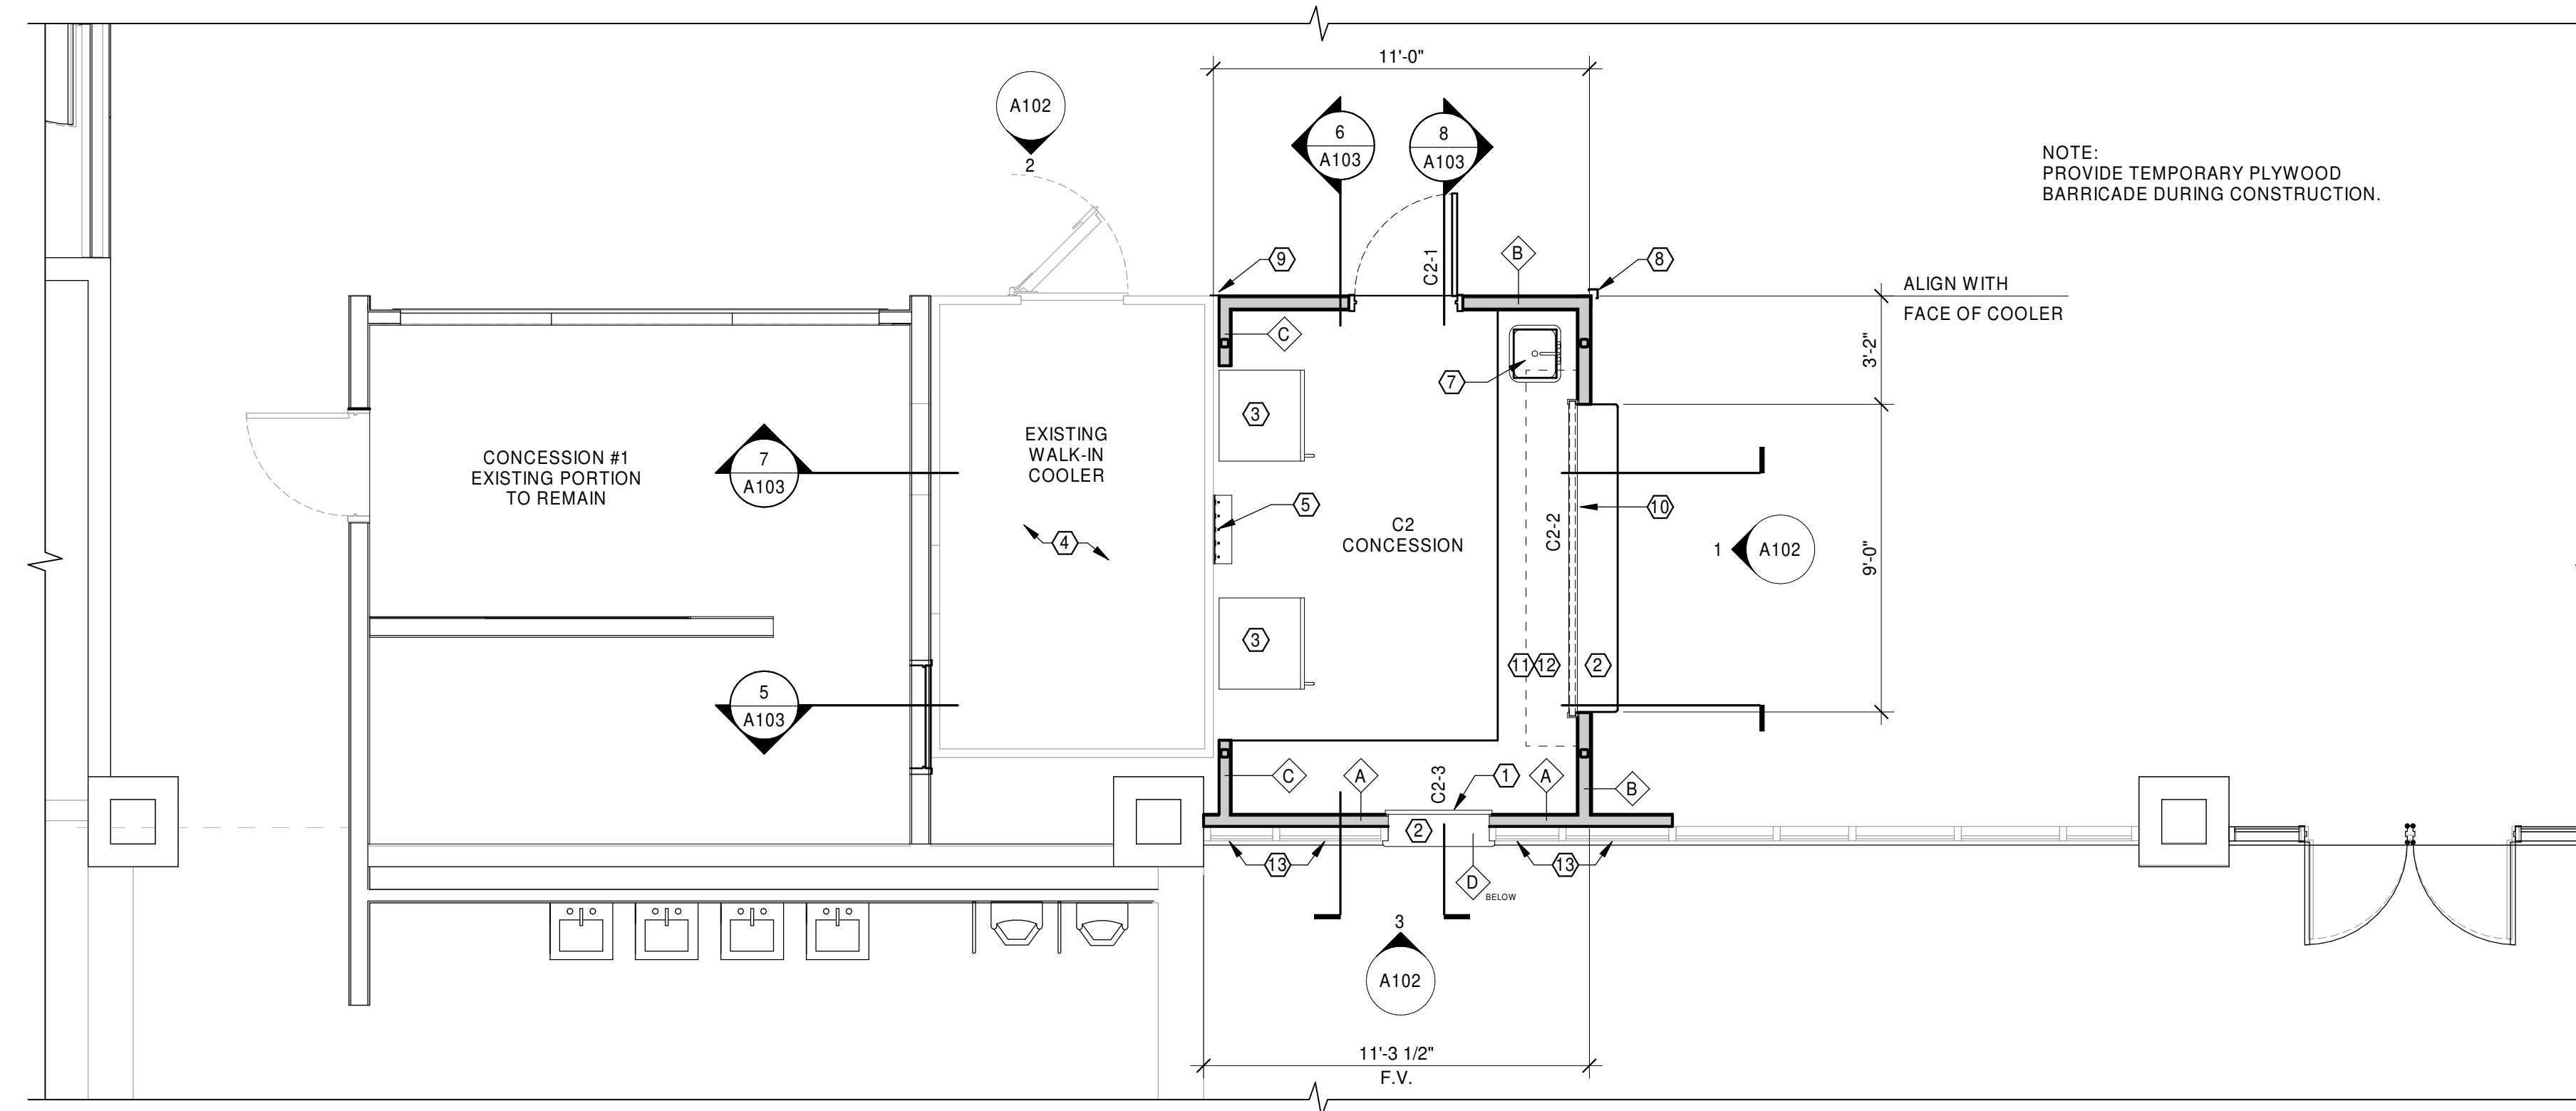 11'-0"
A102
2
6
A103
8
A103
NOTE:
PROVIDE TEMPORARY PLYWOOD
BARRICADE DURING CONSTRUCTION.
C2-1
B
9
8
ALIGN WITH
FACE OF COOLER
C
3'-2"
7
3
CONCESSION #1
EXISTING PORTION
TO REMAIN
7
A103
EXISTING
WALK-IN
COOLER
5
10
C2
CONCESSION
C2-2
4
1
A102
9'-0"
3
11
12
2
5
A103
C
A
C2-3
1
A
B
2
13
13
D
BELOW
3
A102
11'-3 1/2"
F.V.